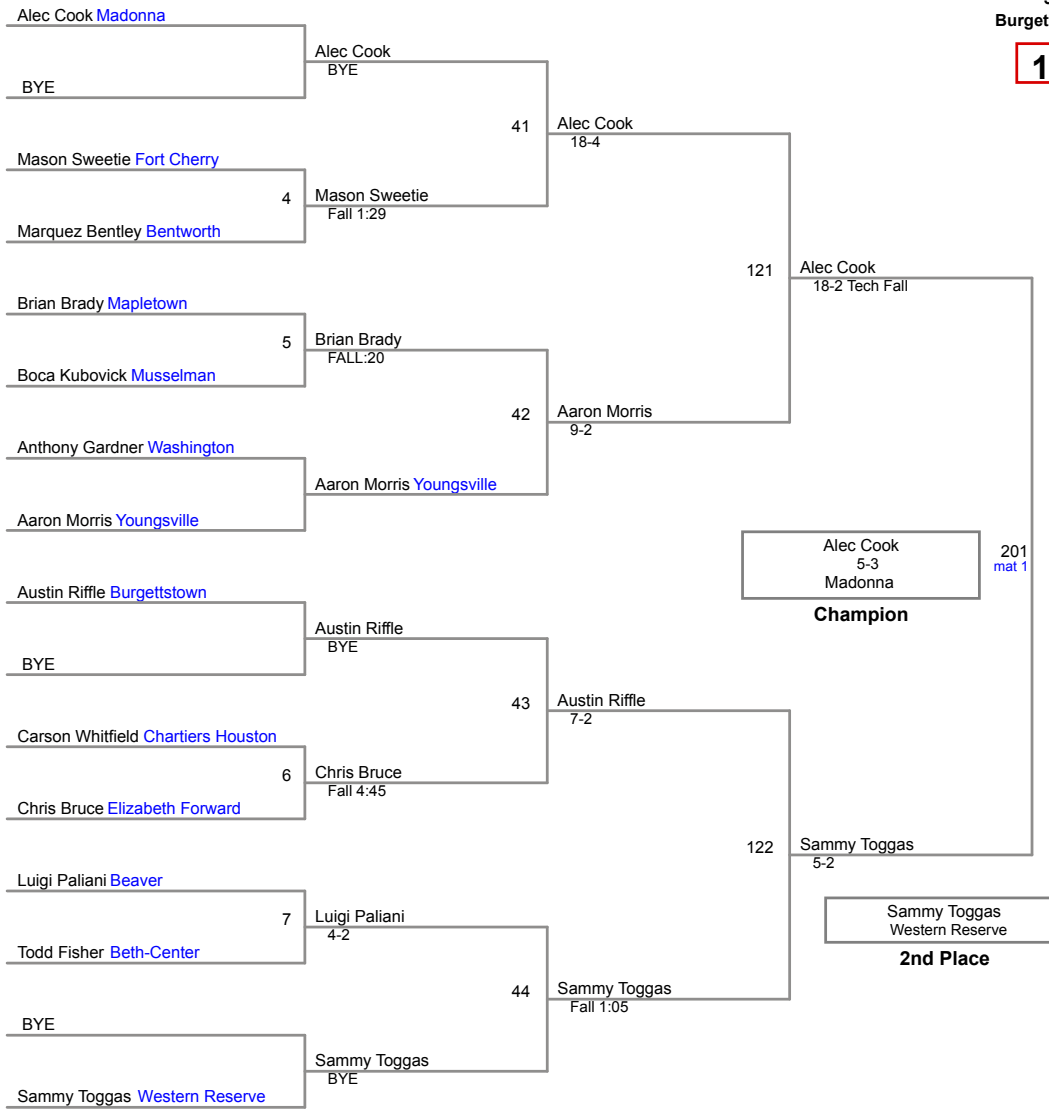 Burget
1
Alec Cook Madonna
BYE
Alec Cook
BYE
41
Alec Cook
18-4
Mason Sweetie Fort Cherry
4
Mason Sweetie
Fall 1:29
Marquez Bentley Bentworth
121
Alec Cook
18-2 Tech Fall
Brian Brady Mapletown
5
Brian Brady
FALL:20
Boca Kubovick Musselman
42
Aaron Morris
9-2
Anthony Gardner Washington
Aaron Morris Youngsville
Aaron Morris Youngsville
Alec Cook
5-3
Madonna
Champion
201
mat 1
Austin Riffle Burgettstown
Austin Riffle
BYE
BYE
43
Austin Riffle
7-2
Carson Whitfield Chartiers Houston
6
Chris Bruce
Fall 4:45
Chris Bruce Elizabeth Forward
122
Sammy Toggas
5-2
Luigi Paliani Beaver
7
Luigi Paliani
4-2
Todd Fisher Beth-Center
Sammy Toggas
Western Reserve
2nd Place
44
Sammy Toggas
Fall 1:05
BYE
Sammy Toggas
BYE
Sammy Toggas Western Reserve